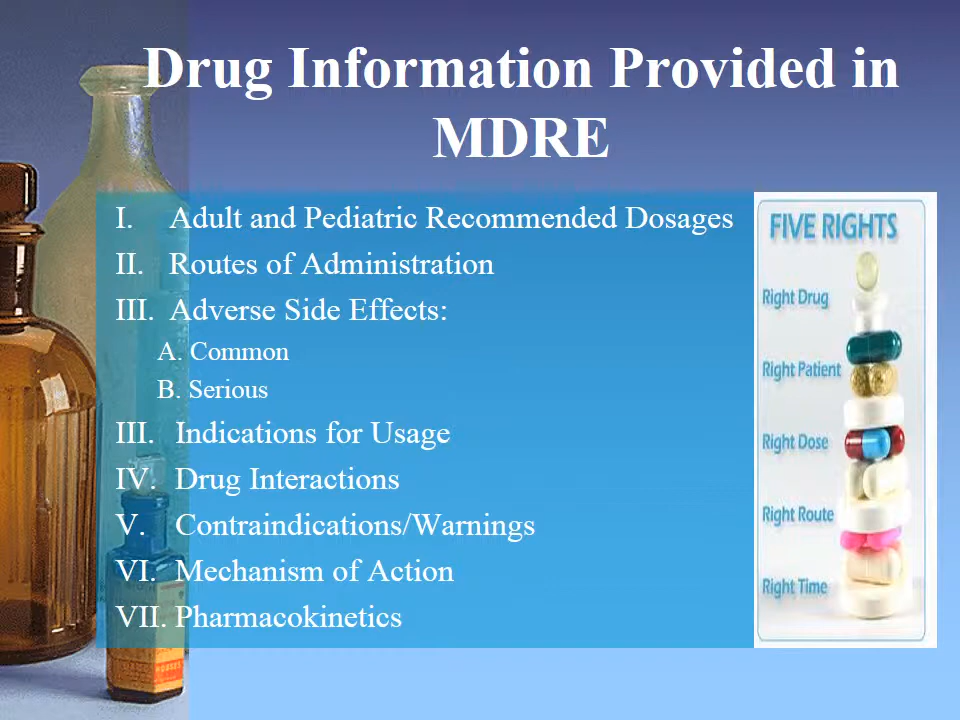 Drug Information Provided in
MDRE
I. Adult and Pediatric Recommended Dosages
II. Routes of Administration
III. Adverse Side Effects:
A. Common
B. Serious
III. Indications for Usage
IV. Drug Interactions
V. Contraindications/Warnings
VI. Mechanism of Action
VII. Pharmacokinetics
FIVE RIGHTS
Right Drug
Right Patient
Right Dose
Right Route
Right Time